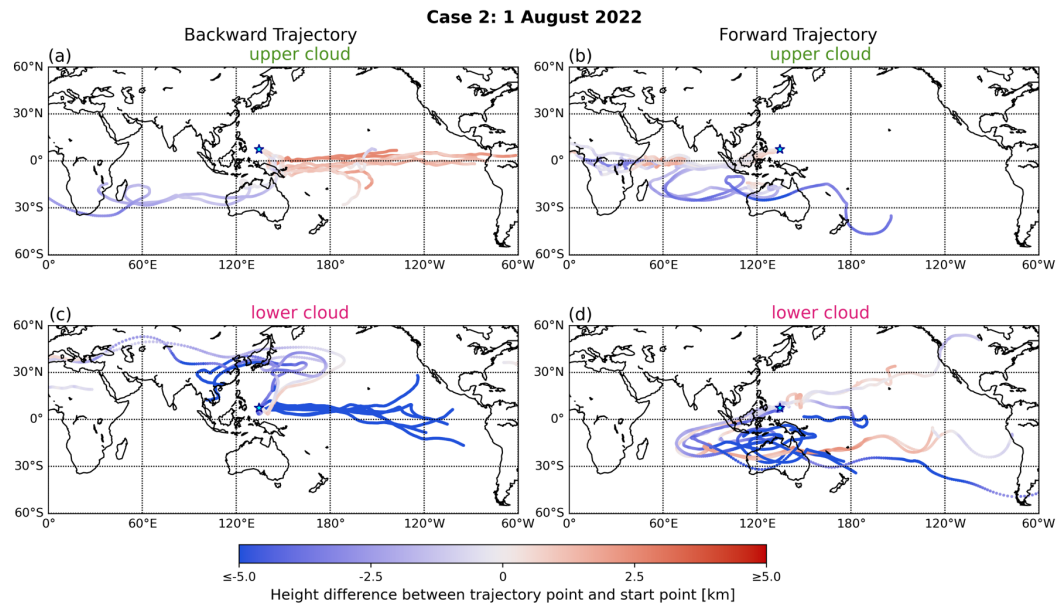 Case 2: 1 August 2022
Backward Trajectory
Forward Trajectory
(a)
upper cloud
(b)
upper cloud
60°N
30°N
0°
30°S
60°S
0°E
60°E
120°E
180°
120°W
60°W
60°N
30°N
0°
30°S
60°S
0°E
60°E
120°E
180°
120°W
60°W
(c)
lower cloud
(d)
lower cloud
60°N
30°N
0°
30°S
60°S
0°E
60°E
120°E
180°
120°W
60°W
60°N
30°N
0°
30°S
60°S
0°E
60°E
120°E
180°
120°W
60°W
≤-5.0
-2.5
0
2.5
≥5.0
Height difference between trajectory point and start point [km]